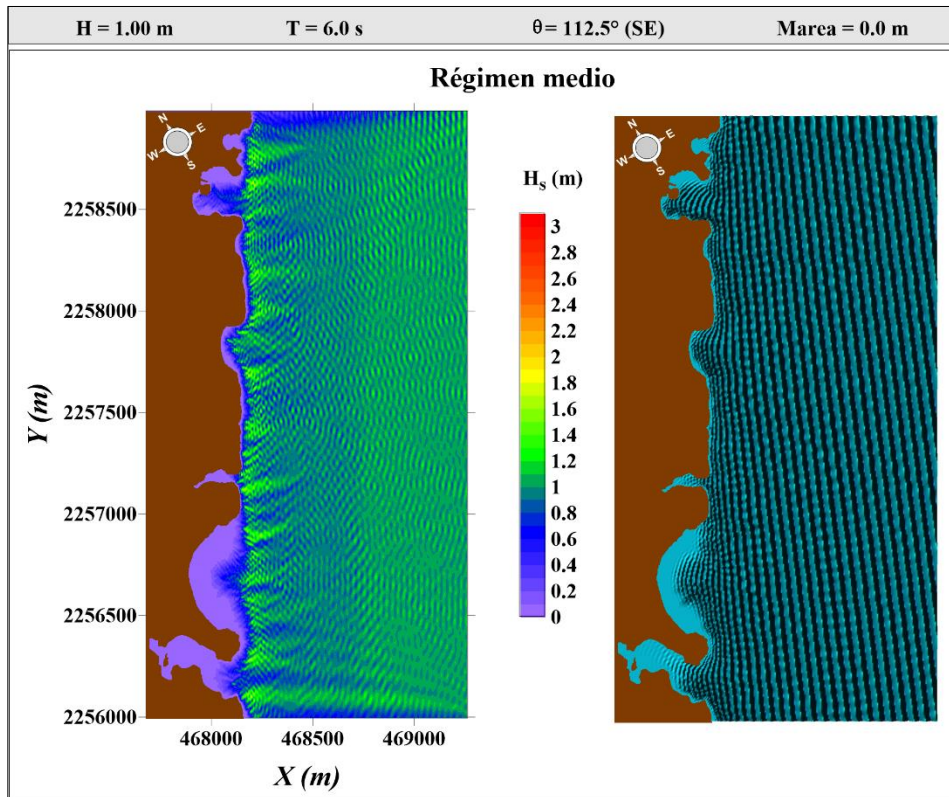 H = 1.00 m T = 6.0 s θ = 112.5° (SE) Marea = 0.0 m
Régimen medio
N
E
W
S
2258500
2258000
2257500
2257000
2256500
2256000
Y (m)
468000 468500 469000
X (m)
H_s (m)
3
2.8
2.6
2.4
2.2
2
1.8
1.6
1.4
1.2
1
0.8
0.6
0.4
0.2
0
N
E
W
S